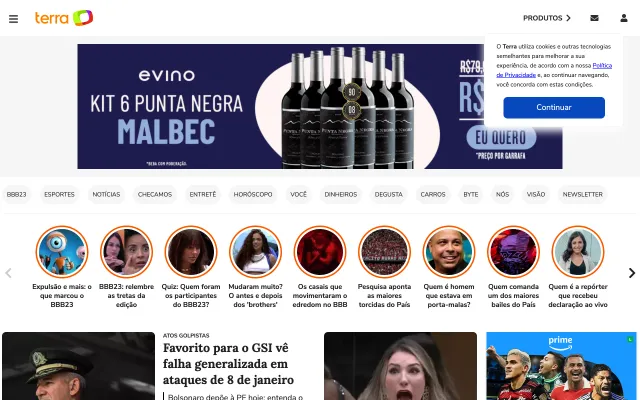 terra
PRODUTOS
evino
KIT 6 PUNTA NEGRA
MALBEC
*BEBA COM MODERAÇÃO.
R$79,
R$
EU QUERO
*PREÇO POR GARRAFA
O Terra utiliza cookies e outras tecnologias
semelhantes para melhorar a sua
experiência, de acordo com a nossa Política
de Privacidade e, ao continuar navegando,
você concorda com estas condições.
Continuar
BBB23
ESPORTES
NOTÍCIAS
CHECAMOS
ENTRETÊ
HORÓSCOPO
VOCÊ
DINHEIROS
DEGUSTA
CARROS
BYTE
NÓS
VISÃO
NEWSLETTER
Expulsão e mais: o
que marcou o
BBB23
BBB23: relembre
as tretas da
edição
Quiz: Quem foram
os participantes
do BBB23?
Mudaram muito?
O antes e depois
dos 'brothers'
Os casais que
movimentaram o
edredom no BBB
Pesquisa aponta
as maiores
torcidas do País
Quem é homem
que estava em
porta-malas?
Quem comanda
um dos maiores
bailes do País
Quem é a repórter
que recebeu
declaração ao vivo
ATOS GOLPISTAS
Favorito para o GSI vê
falha generalizada em
ataques de 8 de janeiro
Bolsonaro depõe à PF hoje; entenda o
prime
L